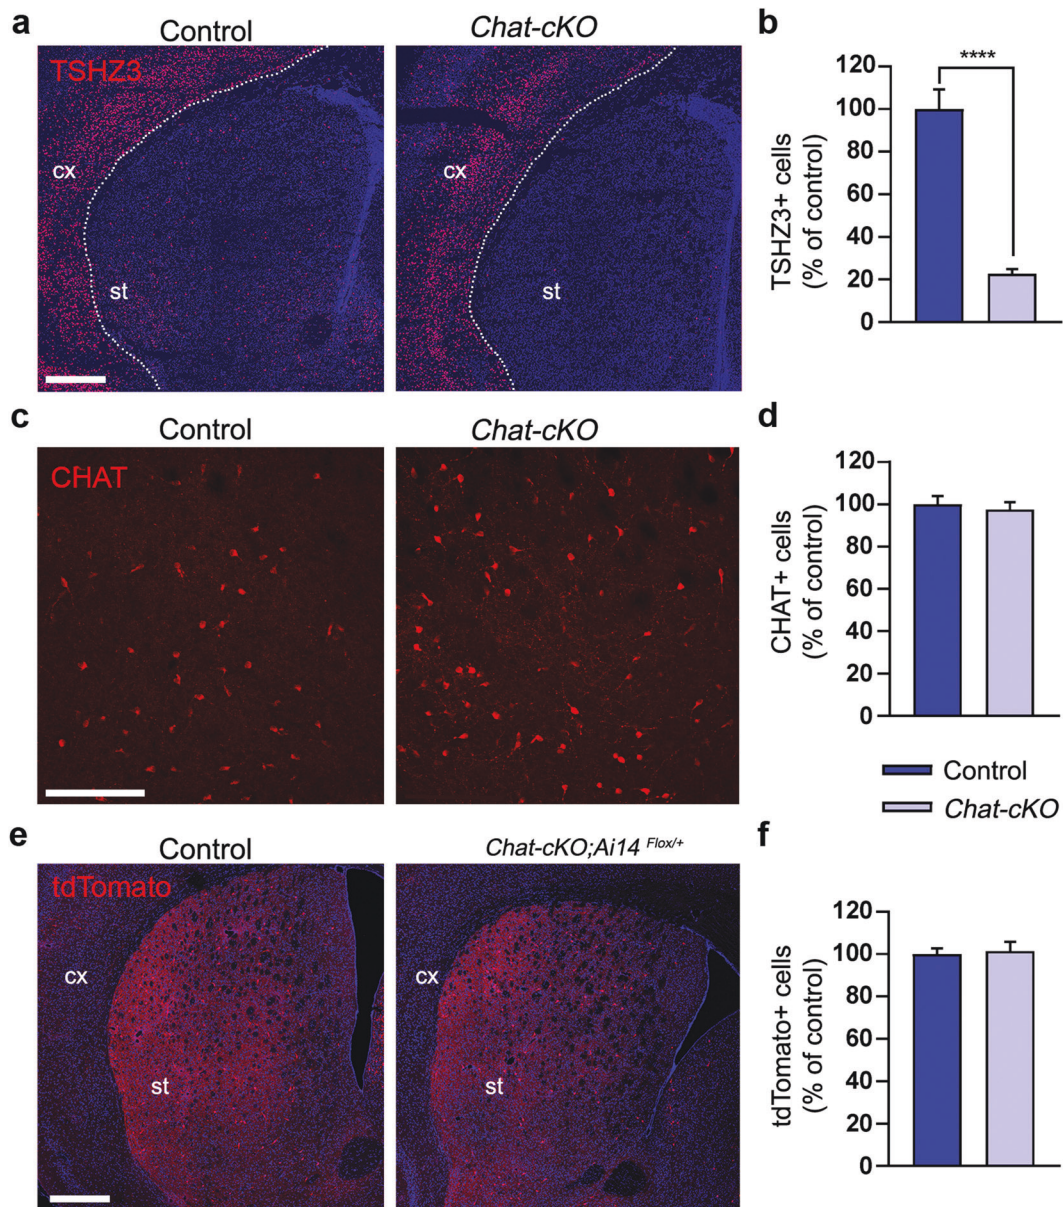 a
Control
Chat-cKO
TSHZ3
cx
st
cx
st
b
****
TSHZ3+ cells
(% of control)
120
100
80
60
40
20
0
c
Control
Chat-cKO
CHAT
d
CHAT+ cells
(% of control)
120
100
80
60
40
20
0
Control
Chat-cKO
e
Control
Chat-cKO;Ai14 Flox/+
tdTomato
cx
st
cx
st
f
tdTomato+ cells
(% of control)
120
100
80
60
40
20
0